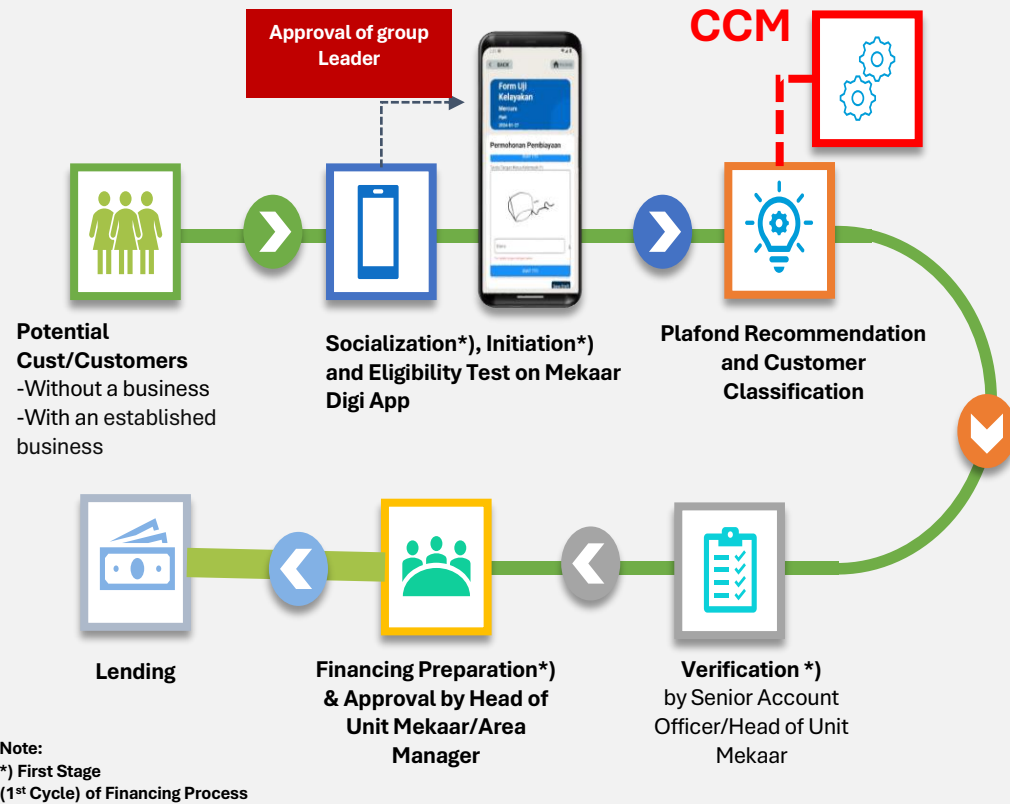 Approval of group
Leader
CCM
BACK
Form Uji
Kelayakan
Mercure
Hari
Permohonan Pembiayaan
Potential
Cust/Customers
-Without a business
-With an established
business
Socialization*), Initiation*)
and Eligibility Test on Mekaar
Digi App
Plafond Recommendation
and Customer
Classification
Lending
Financing Preparation*)
& Approval by Head of
Unit Mekaar/Area
Manager
Verification *)
by Senior Account
Officer/Head of Unit
Mekaar
Note:
*) First Stage
(1st Cycle) of Financing Process